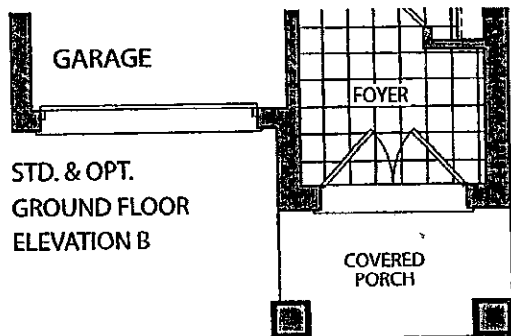 GARAGE
FOYER
STD. & OPT.
GROUND FLOOR
ELEVATION B
COVERED
PORCH